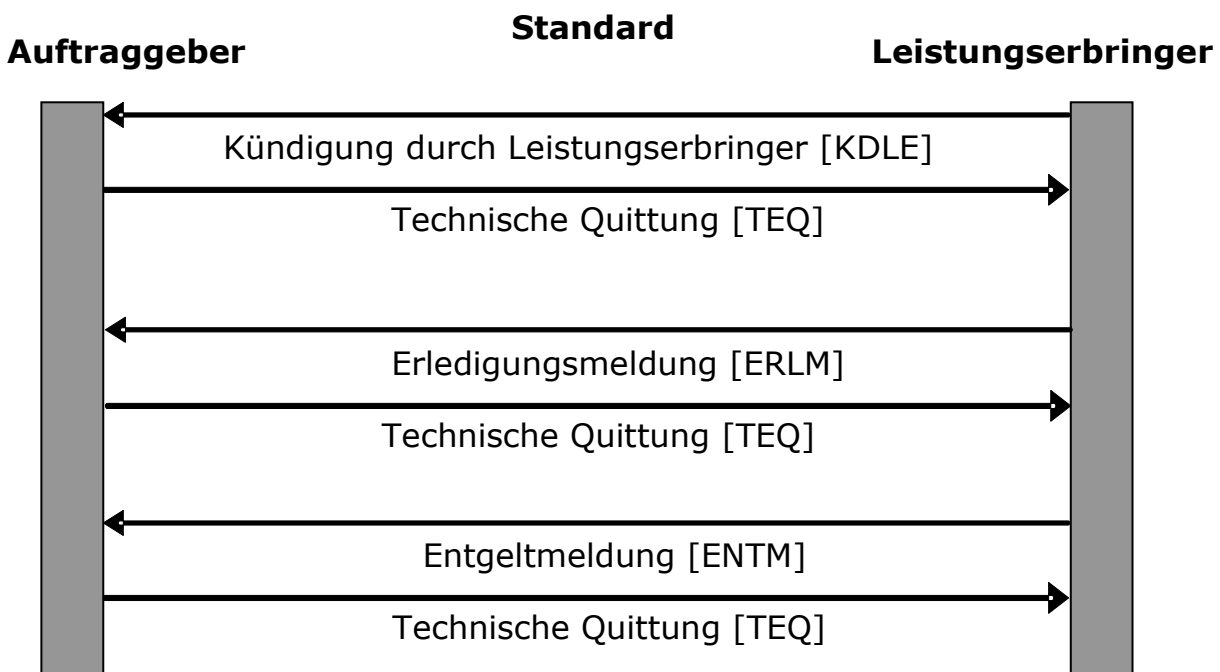 Standard
Auftraggeber
Leistungserbringer
Kündigung durch Leistungserbringer [KDLE]
Technische Quittung [TEQ]
Erledigungsmeldung [ERLM]
Technische Quittung [TEQ]
Entgeltmeldung [ENTM]
Technische Quittung [TEQ]